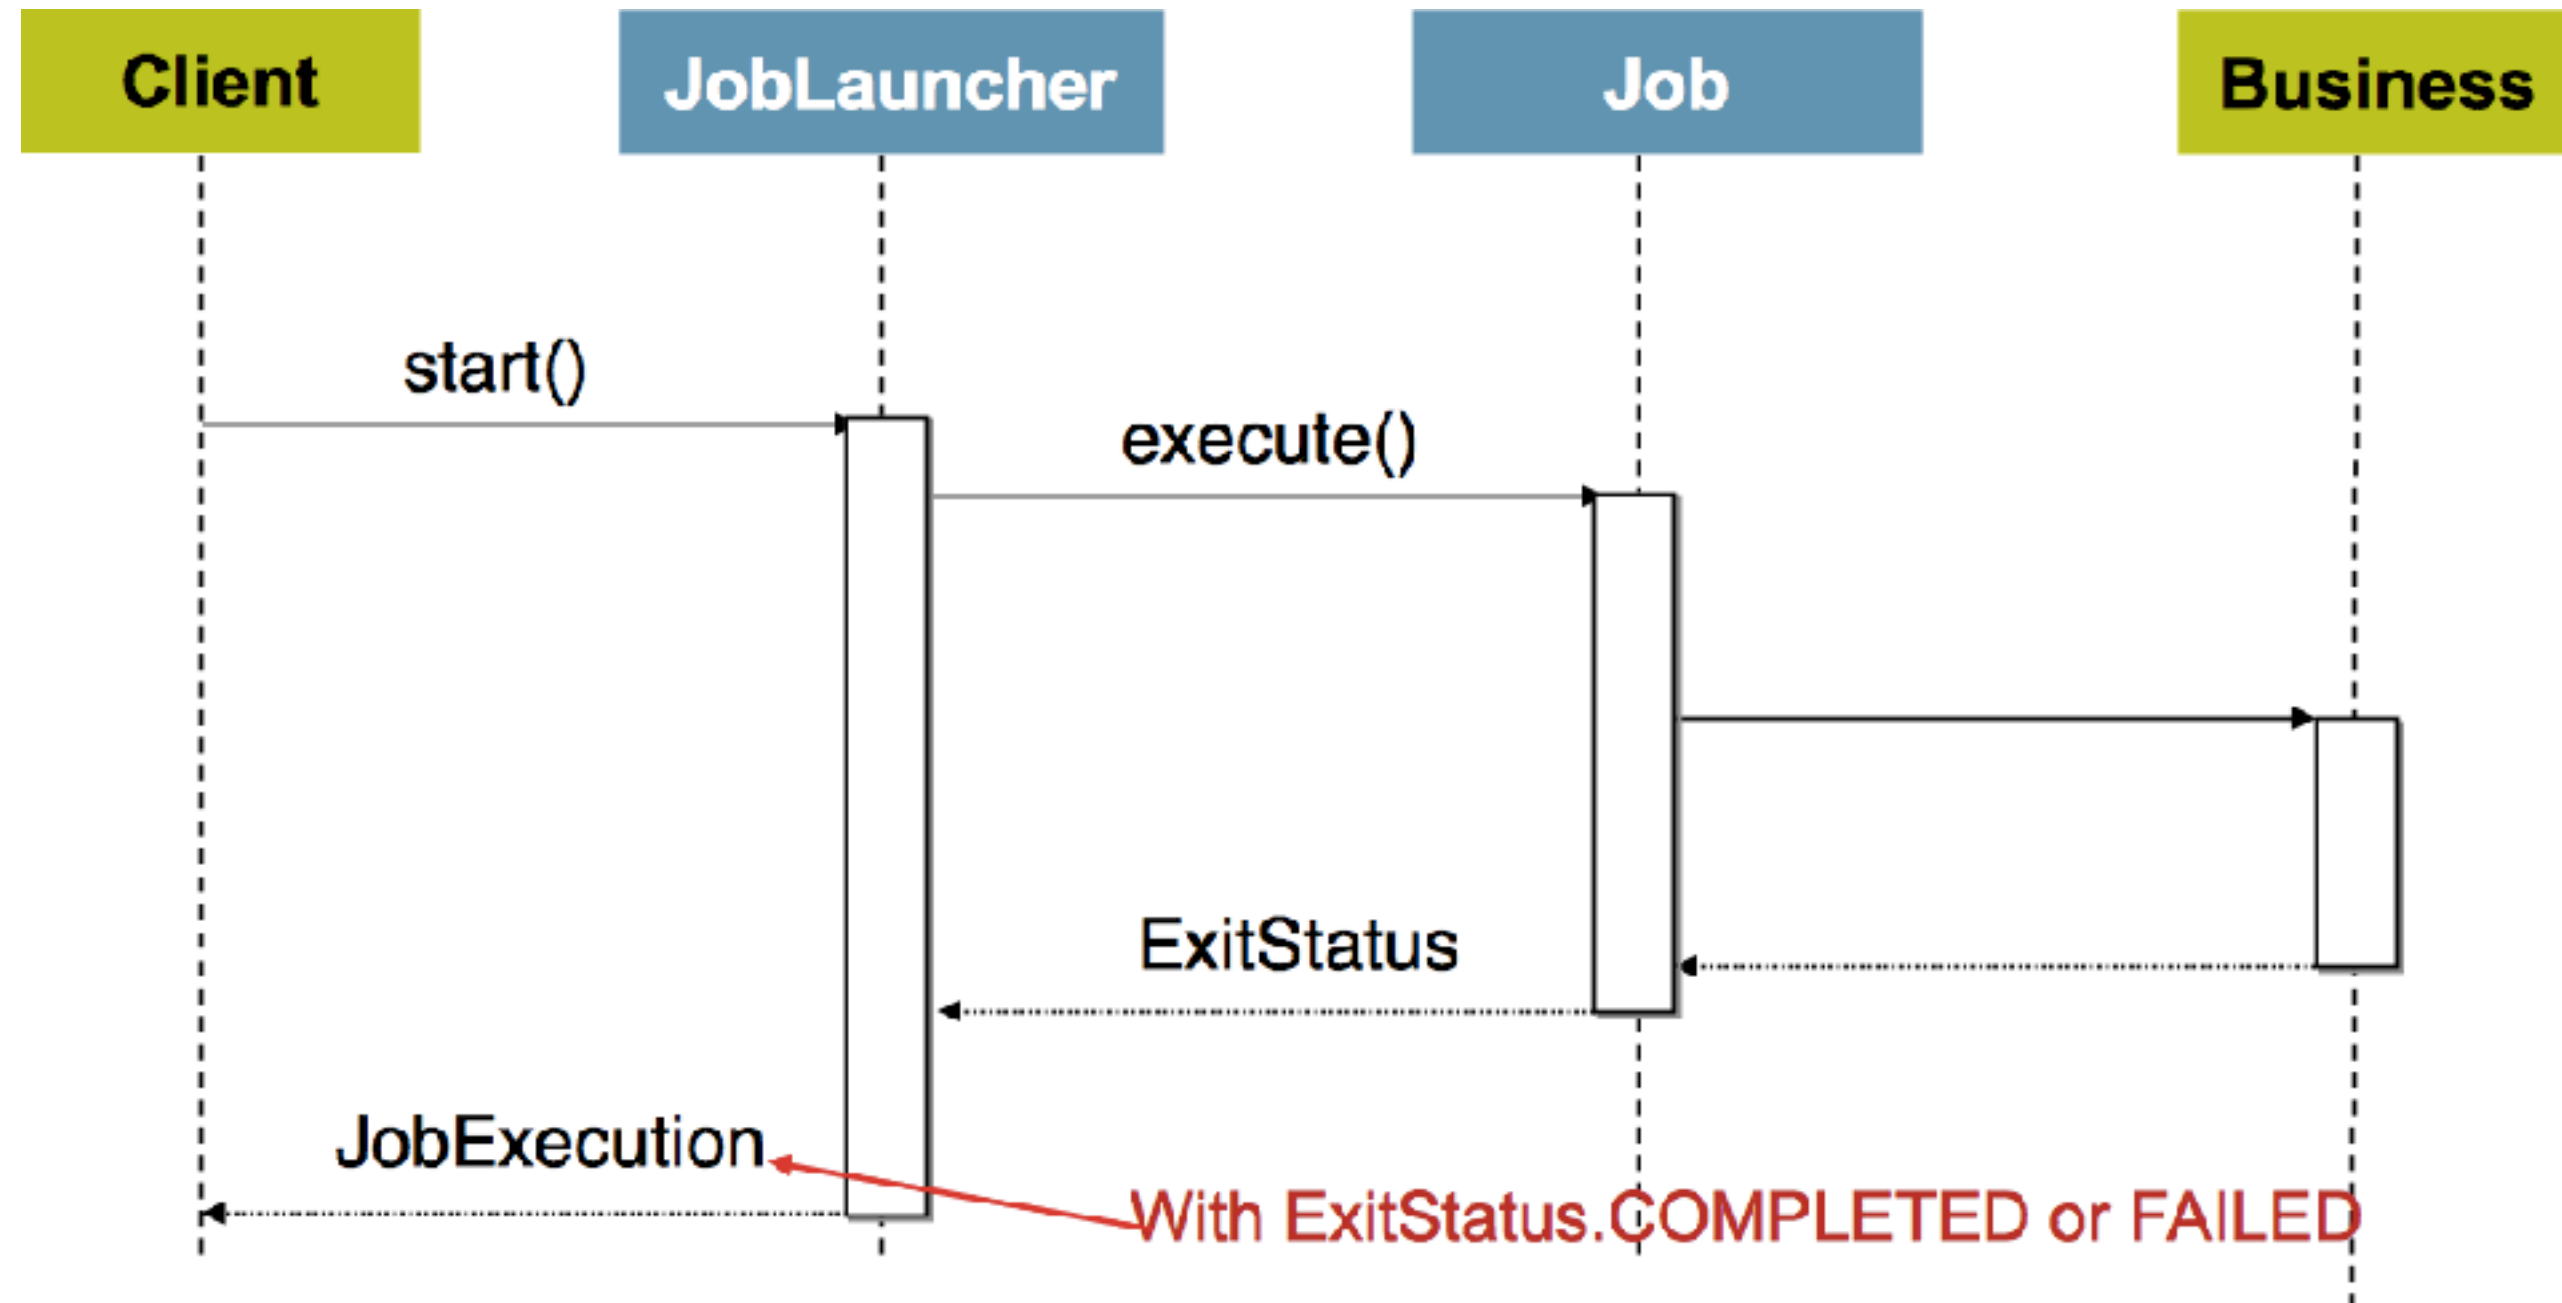 Client
JobLauncher
Job
Business
start()
execute()
ExitStatus
JobExecution
With ExitStatus.COMPLETED or FAILED